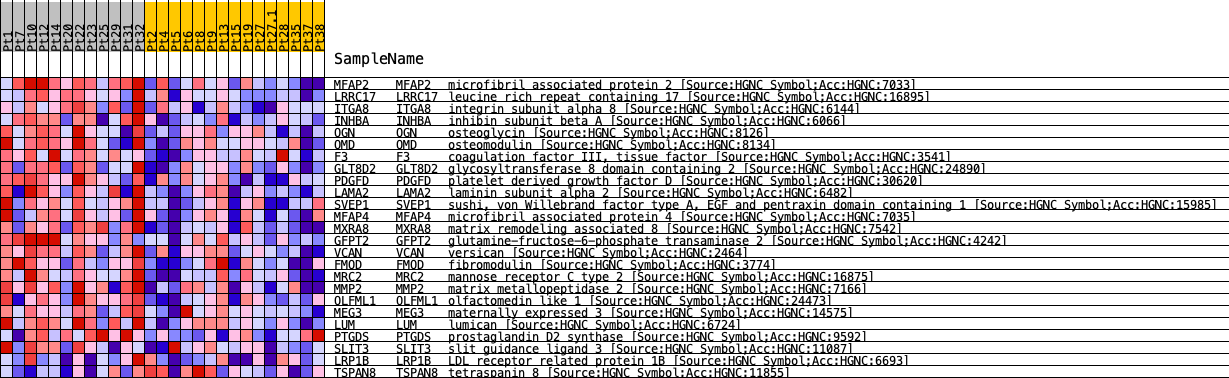 Pt1 Pt7 Pt10 Pt12 Pt14 Pt20 Pt22 Pt23 Pt25 Pt29 Pt31 Pt32 Pt2 Pt4 Pt5 Pt6 Pt8 Pt9 Pt13 Pt15 Pt19 Pt27 Pt27.1 Pt28 Pt35 Pt37 Pt38
SampleName
MFAP2 MFAP2 microfibril associated protein 2 [Source:HGNC Symbol;Acc:HGNC:7033]
LRRC17 LRRC17 leucine rich repeat containing 17 [Source:HGNC Symbol;Acc:HGNC:16895]
ITGA8 ITGA8 integrin subunit alpha 8 [Source:HGNC Symbol;Acc:HGNC:6144]
INHBA INHBA inhibin subunit beta A [Source:HGNC Symbol;Acc:HGNC:6066]
OGN OGN osteoglycin [Source:HGNC Symbol;Acc:HGNC:8126]
OMD OMD osteomodulin [Source:HGNC Symbol;Acc:HGNC:8134]
F3 F3 coagulation factor III, tissue factor [Source:HGNC Symbol;Acc:HGNC:3541]
GLT8D2 GLT8D2 glycosyltransferase 8 domain containing 2 [Source:HGNC Symbol;Acc:HGNC:24890]
PDGFD PDGFD platelet derived growth factor D [Source:HGNC Symbol;Acc:HGNC:30620]
LAMA2 LAMA2 laminin subunit alpha 2 [Source:HGNC Symbol;Acc:HGNC:6482]
SVEP1 SVEP1 sushi, von Willebrand factor type A, EGF and pentraxin domain containing 1 [Source:HGNC Symbol;Acc:HGNC:15985]
MFAP4 MFAP4 microfibril associated protein 4 [Source:HGNC Symbol;Acc:HGNC:7035]
MXRA8 MXRA8 matrix remodeling associated 8 [Source:HGNC Symbol;Acc:HGNC:7542]
GFPT2 GFPT2 glutamine-fructose-6-phosphate transaminase 2 [Source:HGNC Symbol;Acc:HGNC:4242]
VCAN VCAN versican [Source:HGNC Symbol;Acc:HGNC:2464]
FMOD FMOD fibromodulin [Source:HGNC Symbol;Acc:HGNC:3774]
MRC2 MRC2 mannose receptor C type 2 [Source:HGNC Symbol;Acc:HGNC:16875]
MMP2 MMP2 matrix metallopeptidase 2 [Source:HGNC Symbol;Acc:HGNC:7166]
OLFML1 OLFML1 olfactomedin like 1 [Source:HGNC Symbol;Acc:HGNC:24473]
MEG3 MEG3 maternally expressed 3 [Source:HGNC Symbol;Acc:HGNC:14575]
LUM LUM lumican [Source:HGNC Symbol;Acc:HGNC:6724]
PTGDS PTGDS prostaglandin D2 synthase [Source:HGNC Symbol;Acc:HGNC:9592]
SLIT3 SLIT3 slit guidance ligand 3 [Source:HGNC Symbol;Acc:HGNC:11087]
LRP1B LRP1B LDL receptor related protein 1B [Source:HGNC Symbol;Acc:HGNC:6693]
TSPAN8 TSPAN8 tetraspanin 8 [Source:HGNC Symbol;Acc:HGNC:11855]